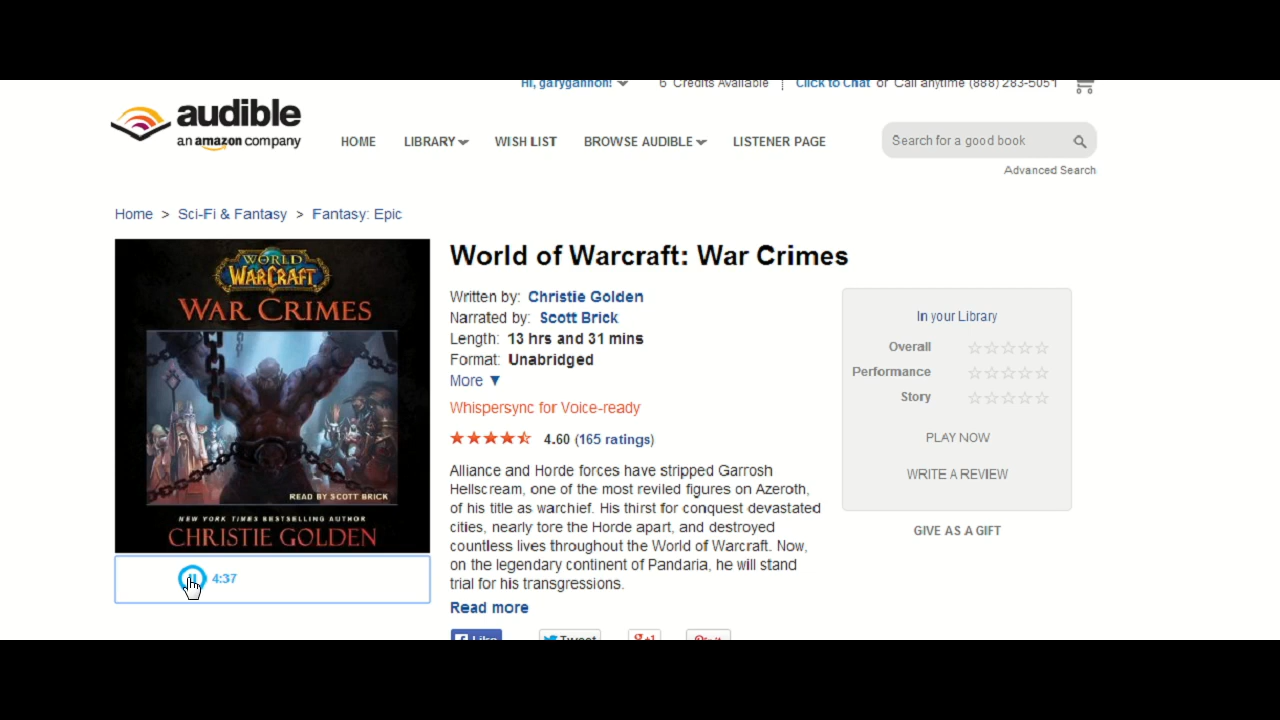 Hi, garygannon!
6 Credits Available | Click to Chat or Call anytime (888) 283-5051
audible
an amazon company
HOME LIBRARY WISH LIST BROWSE AUDIBLE LISTENER PAGE
Search for a good book
Advanced Search
Home > Sci-Fi & Fantasy > Fantasy: Epic
WORLD
OF
WARCRAFT
WAR CRIMES
READ BY SCOTT BRICK
NEW YORK TIMES BESTSELLING AUTHOR
CHRISTIE GOLDEN
4:37
World of Warcraft: War Crimes
Written by: Christie Golden
Narrated by: Scott Brick
Length: 13 hrs and 31 mins
Format: Unabridged
More ▼
Whispersync for Voice-ready
4.60 (165 ratings)
Alliance and Horde forces have stripped Garrosh
Hellscream, one of the most reviled figures on Azeroth,
of his title as warchief. His thirst for conquest devastated
cities, nearly tore the Horde apart, and destroyed
countless lives throughout the World of Warcraft. Now,
on the legendary continent of Pandaria, he will stand
trial for his transgressions.
Read more
Like Tweet g+1 Pin it
In your Library
Overall
Performance
Story
PLAY NOW
WRITE A REVIEW
GIVE AS A GIFT